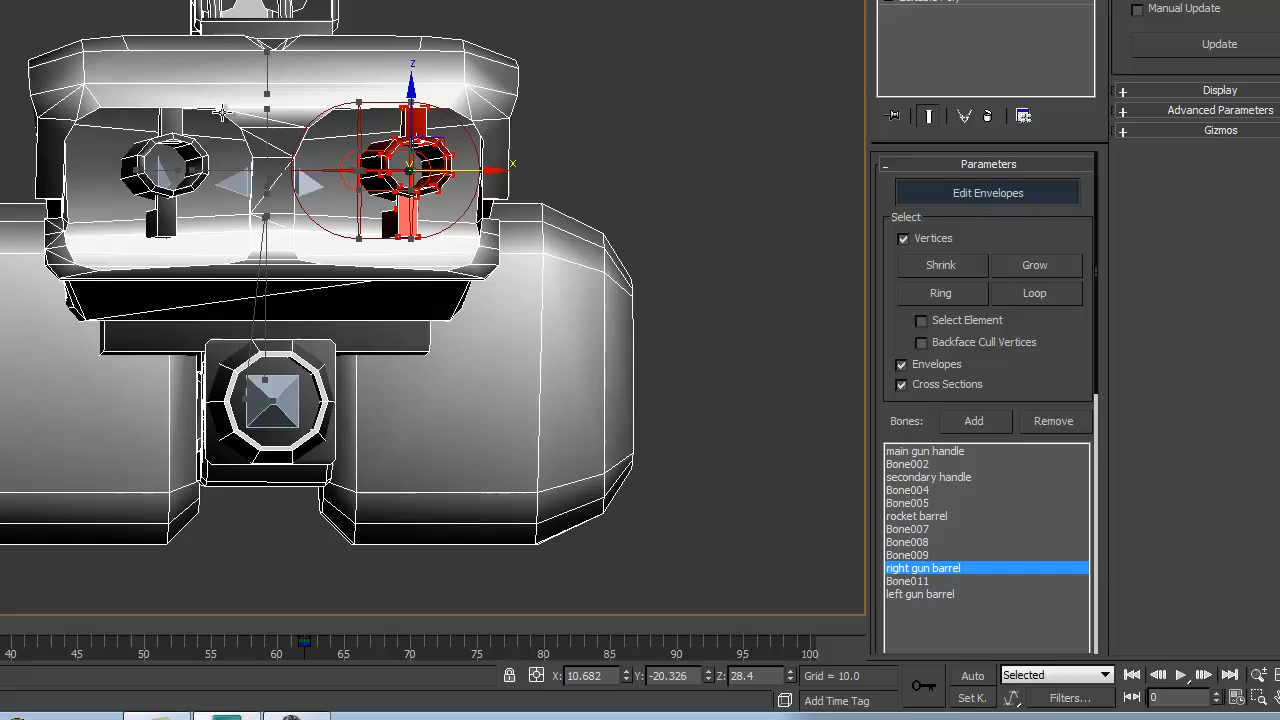 Manual Update
Update
Display
Advanced Parameters
Gizmos
Parameters
Edit Envelopes
Select
Vertices
Shrink Grow
Ring Loop
Select Element
Backface Cull Vertices
Envelopes
Cross Sections
Bones: Add Remove
main gun handle
Bone002
secondary handle
Bone004
Bone005
rocket barrel
Bone007
Bone008
Bone009
right gun barrel
Bone011
left gun barrel
z
x
Y
40 45 50 55 60 65 70 75 80 85 90 95 100
X: 10.682 Y: -20.326 Z: 28.4 Grid = 10.0 Auto Selected
Add Time Tag Set K. Filters... 0